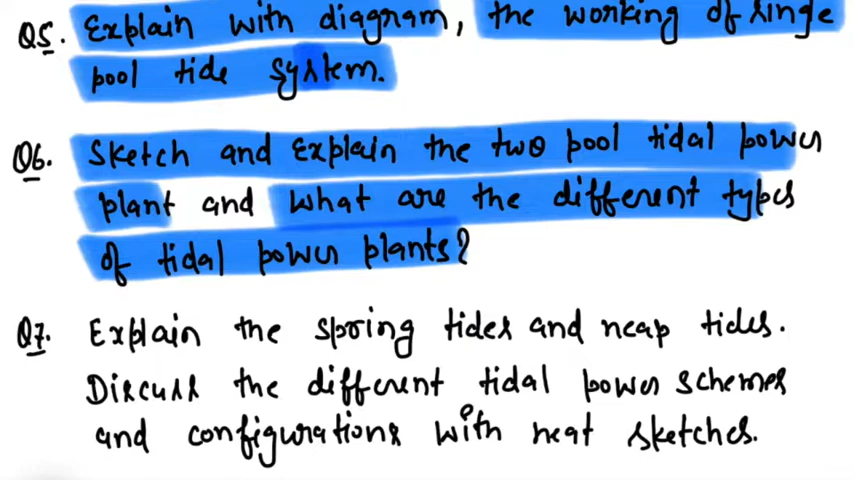 Q5. Explain with diagram, the working of singe
pool tide system.
Q6. Sketch and Explain the two pool tidal power
plant and what are the different types
of tidal power plants?
Q7. Explain the spring tides and neap tides.
Discuss the different tidal power schemes
and configurations with neat sketches.